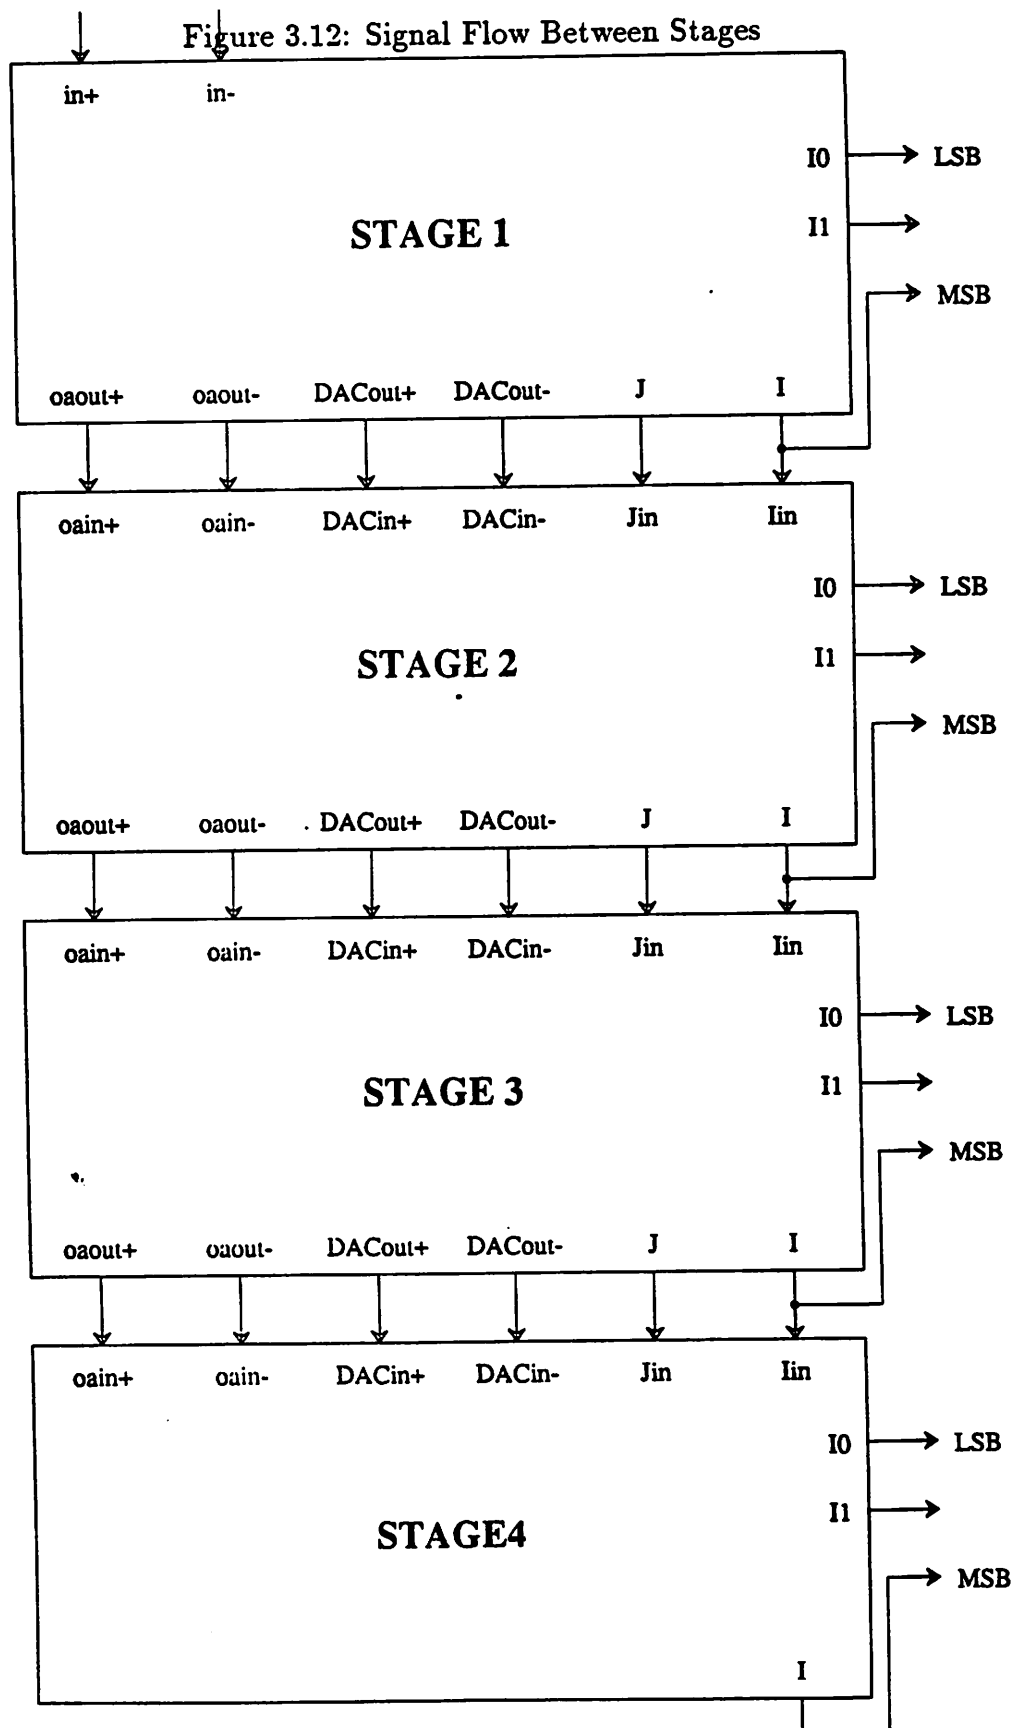 Figure 3.12: Signal Flow Between Stages
in+ in-
I0 LSB
STAGE 1 I1
MSB
oaout+ oaout- DACout+ DACout- J I
oain+ oain- DACin+ DACin- Jin Iin
I0 LSB
STAGE 2 I1
MSB
oaout+ oaout- DACout+ DACout- J I
oain+ oain- DACin+ DACin- Jin Iin
I0 LSB
STAGE 3 I1
MSB
oaout+ oaout- DACout+ DACout- J I
oain+ oain- DACin+ DACin- Jin Iin
I0 LSB
STAGE4 I1
MSB
I